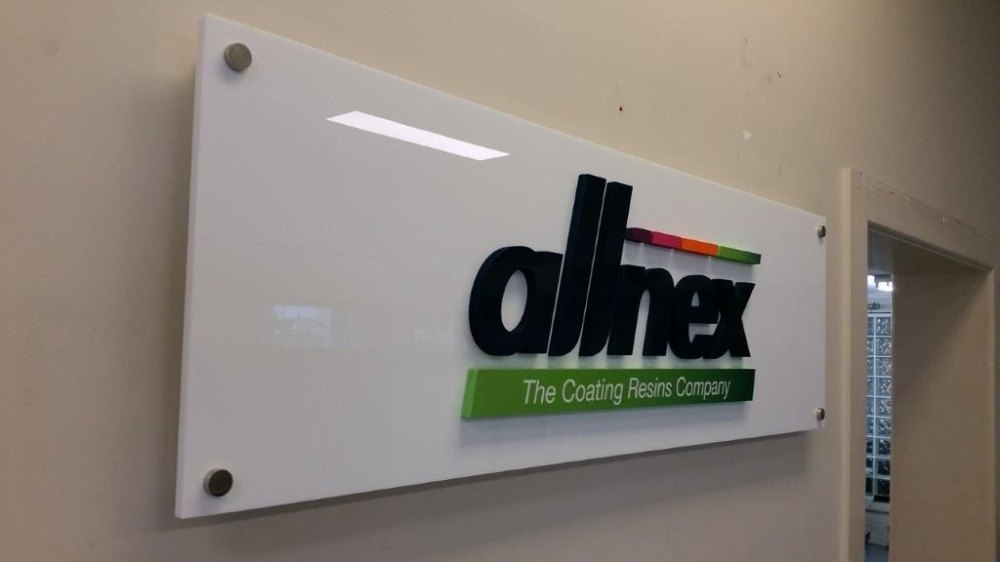 allnex
The Coating Resins Company